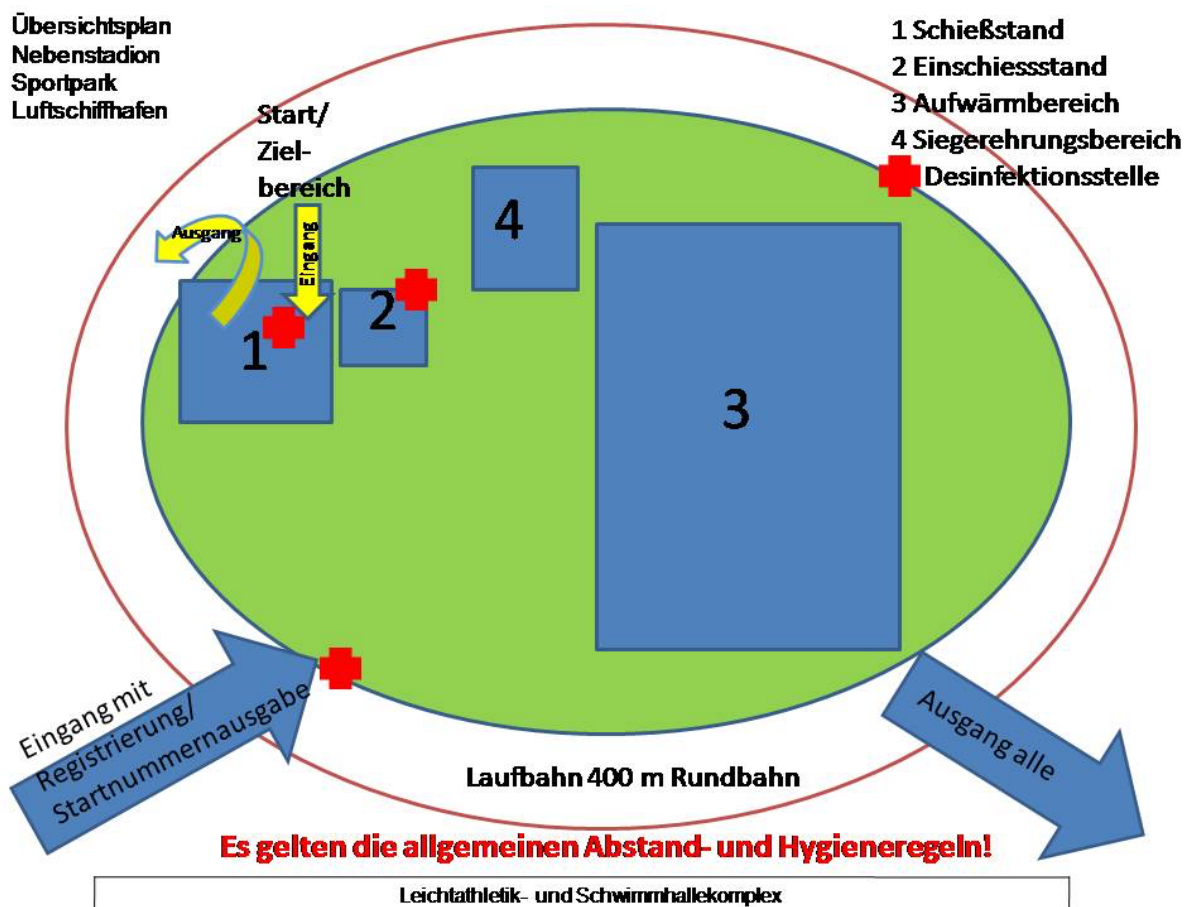 Übersichtsplan
Nebenstadion
Sportpark
Luftschiffhafen
1 Schießstand
2 Einschiessstand
3 Aufwärmbereich
4 Siegerehrungsbereich
Desinfektionsstelle
Start/
Ziel-
bereich
Ausgang
Eingang
4
2
1
3
Eingang mit
Registrierung/
Startnummernausgabe
Ausgang alle
Laufbahn 400 m Rundbahn
Es gelten die allgemeinen Abstand- und Hygieneregeln!
Leichtathletik- und Schwimmhallekomplex